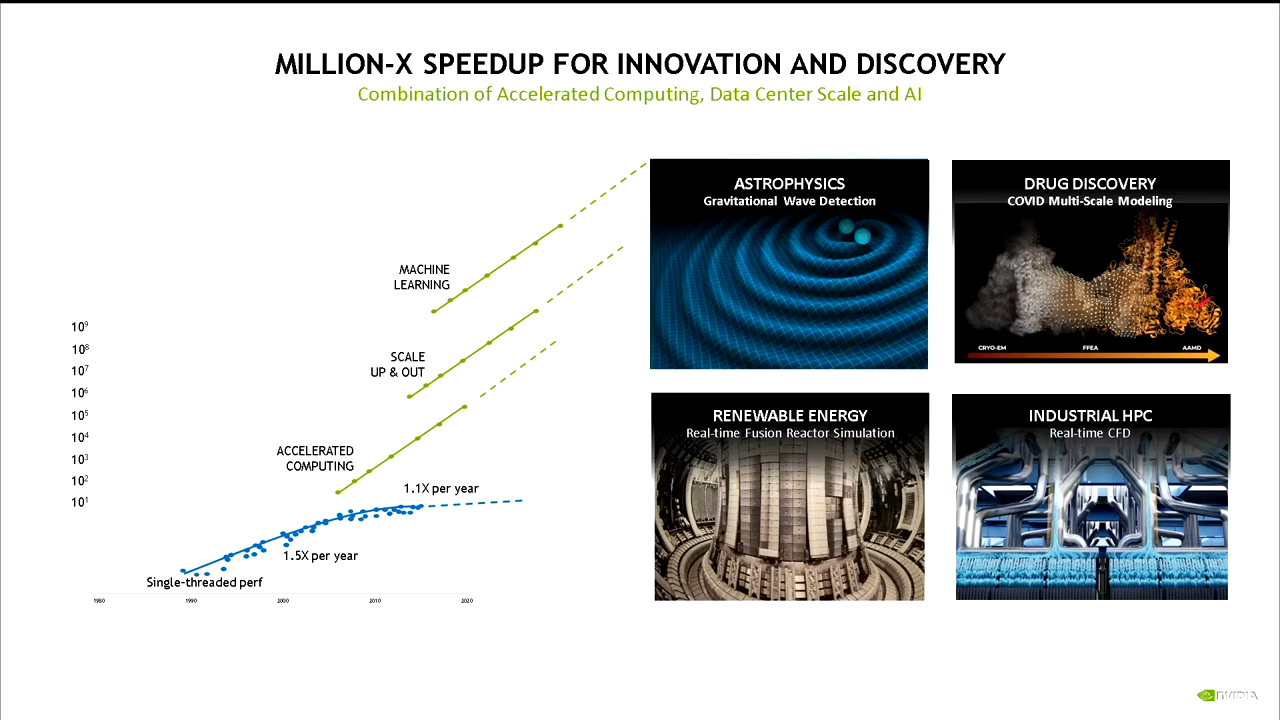 MILLION-X SPEEDUP FOR INNOVATION AND DISCOVERY
Combination of Accelerated Computing, Data Center Scale and AI
MACHINE
LEARNING
SCALE
UP & OUT
ACCELERATED
COMPUTING
10⁹
10⁸
10⁷
10⁶
10⁵
10⁴
10³
10²
10¹
1.1X per year
1.5X per year
Single-threaded perf
1980
1990
2000
2010
2020
ASTROPHYSICS
Gravitational Wave Detection
DRUG DISCOVERY
COVID Multi-Scale Modeling
CRYO-EM
FFEA
AAMD
RENEWABLE ENERGY
Real-time Fusion Reactor Simulation
INDUSTRIAL HPC
Real-time CFD
NVIDIA